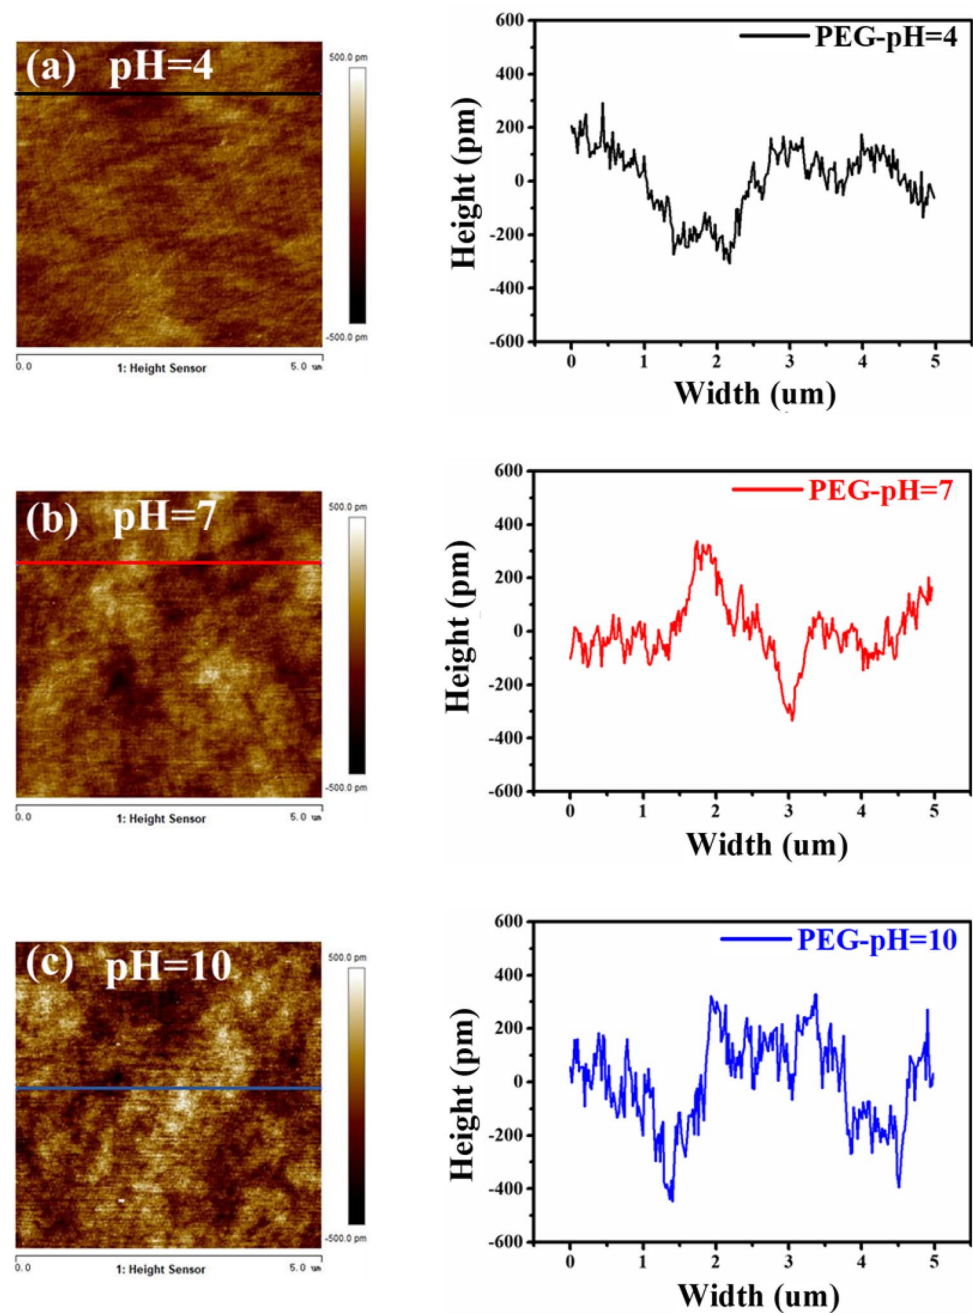 (a) pH=4
500.0 pm
-500.0 pm
0.0 1: Height Sensor 5.0 um
600
400
200
0
-200
-400
-600
Height (pm)
PEG-pH=4
0 1 2 3 4 5
Width (um)
(b) pH=7
500.0 pm
-500.0 pm
0.0 1: Height Sensor 5.0 um
600
400
200
0
-200
-400
-600
Height (pm)
PEG-pH=7
0 1 2 3 4 5
Width (um)
(c) pH=10
500.0 pm
-500.0 pm
0.0 1: Height Sensor 5.0 um
600
400
200
0
-200
-400
-600
Height (pm)
PEG-pH=10
0 1 2 3 4 5
Width (um)